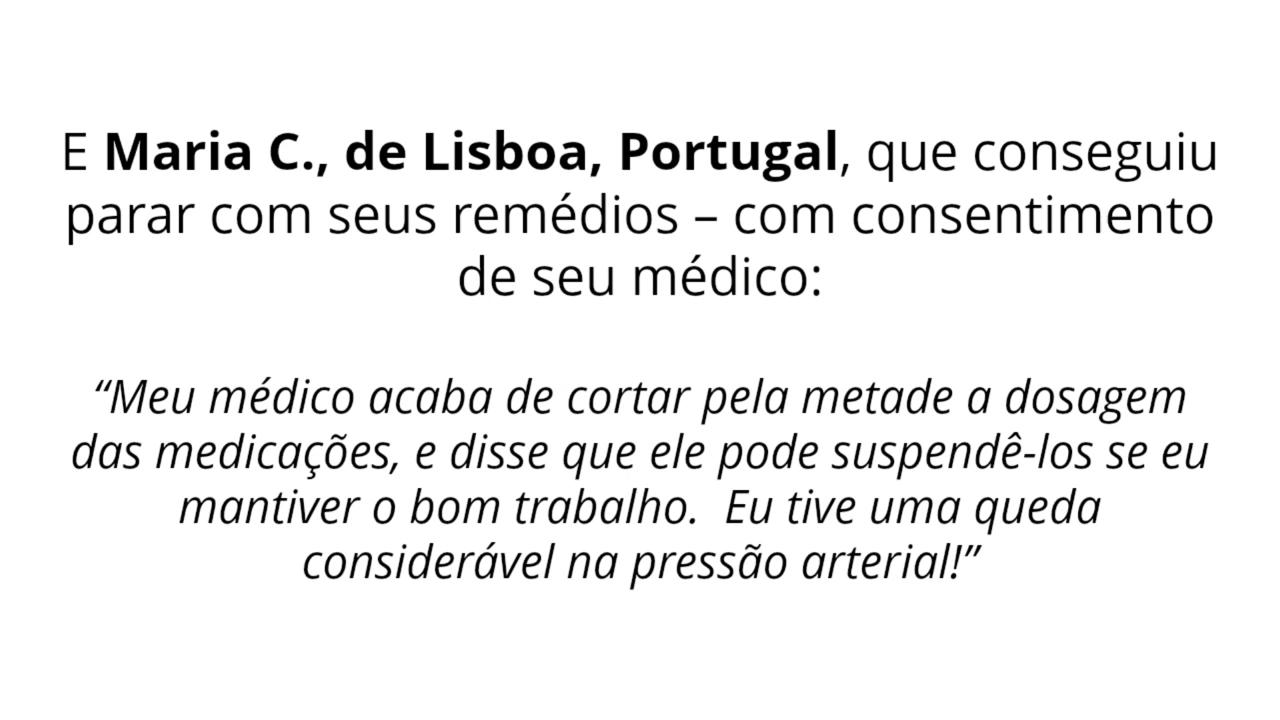 E Maria C., de Lisboa, Portugal, que conseguiu
parar com seus remédios – com consentimento
de seu médico:
“Meu médico acaba de cortar pela metade a dosagem
das medicações, e disse que ele pode suspendê-los se eu
mantiver o bom trabalho.  Eu tive uma queda
considerável na pressão arterial!”